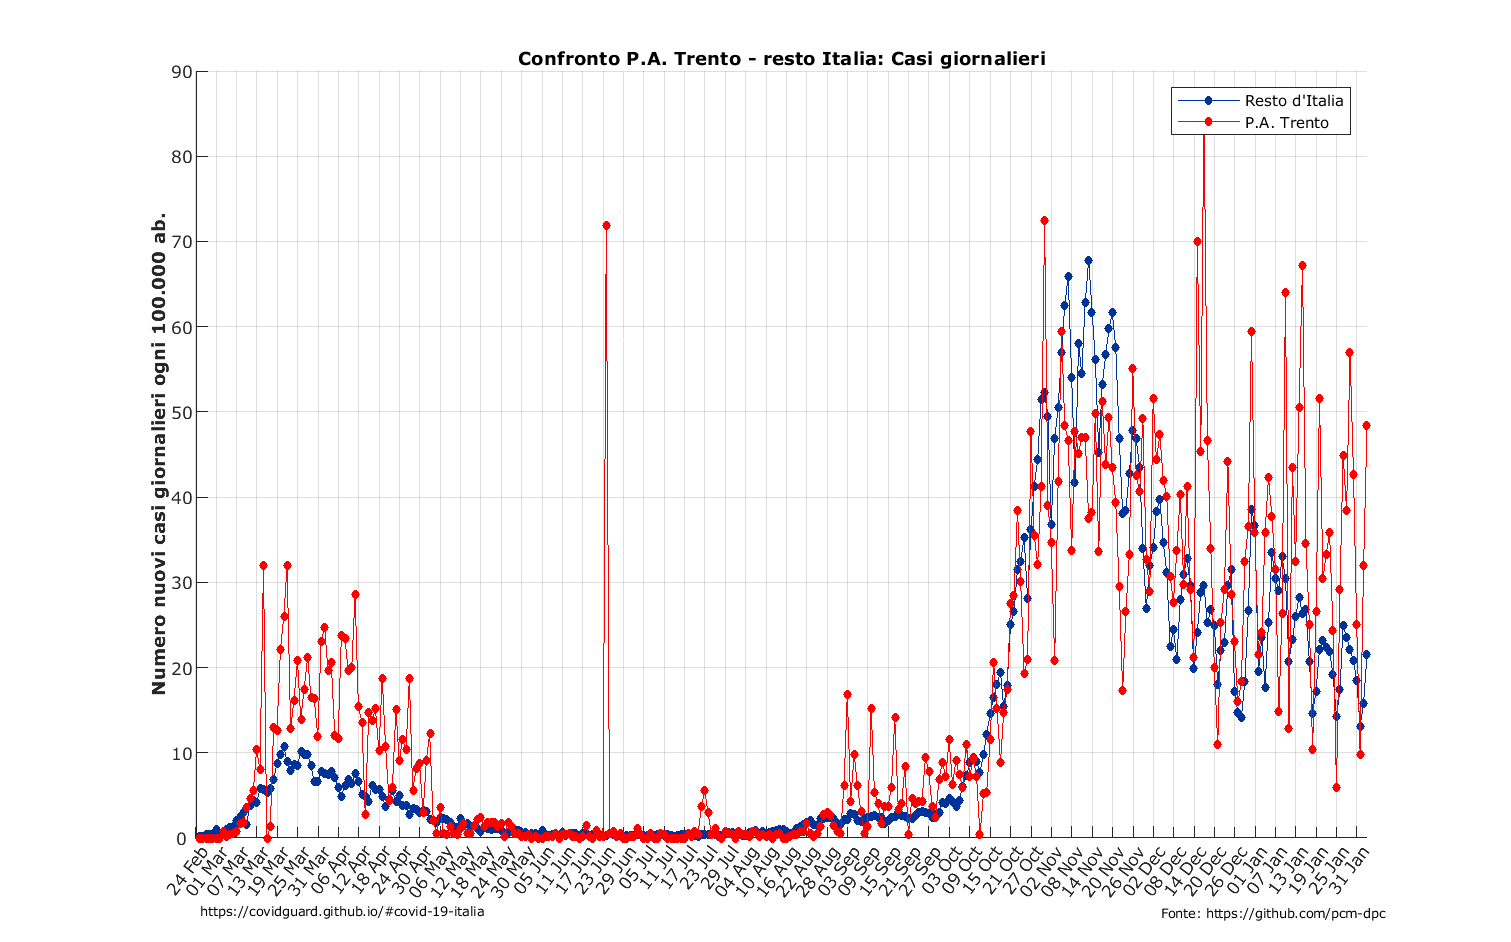 Confronto P.A. Trento - resto Italia: Casi giornalieri
Resto d'Italia
P.A. Trento
Numero nuovi casi giornalieri ogni 100.000 ab.
90
80
70
60
50
40
30
20
10
0
24 Feb
01 Mar
07 Mar
13 Mar
19 Mar
25 Mar
31 Mar
06 Apr
12 Apr
18 Apr
24 Apr
30 Apr
06 May
12 May
18 May
24 May
30 May
05 Jun
11 Jun
17 Jun
23 Jun
29 Jun
05 Jul
11 Jul
17 Jul
23 Jul
29 Jul
04 Aug
10 Aug
16 Aug
22 Aug
28 Aug
03 Sep
09 Sep
15 Sep
21 Sep
27 Sep
03 Oct
09 Oct
15 Oct
21 Oct
27 Oct
02 Nov
08 Nov
14 Nov
20 Nov
26 Nov
02 Dec
08 Dec
14 Dec
20 Dec
26 Dec
01 Jan
07 Jan
13 Jan
19 Jan
25 Jan
31 Jan
https://covidguard.github.io/#covid-19-italia
Fonte: https://github.com/pcm-dpc